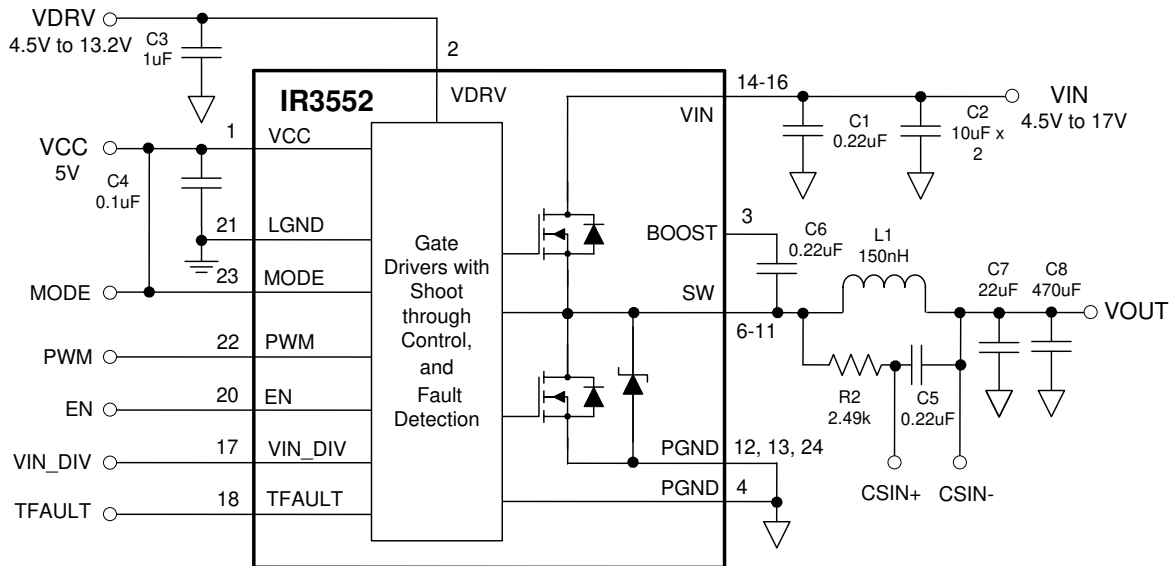 VDRV
4.5V to 13.2V
C3
1uF
2
IR3552
VDRV
14-16
VIN
VIN
4.5V to 17V
C1
0.22uF
C2
10uF x
2
1
VCC
VCC
5V
C4
0.1uF
21
LGND
3
BOOST
C6
0.22uF
L1
150nH
Gate
Drivers with
Shoot
through
Control,
and
Fault
Detection
23
MODE
MODE
SW
6-11
C7
22uF
C8
470uF
VOUT
22
PWM
PWM
R2
2.49k
C5
0.22uF
20
EN
EN
17
VIN_DIV
VIN_DIV
PGND
12, 13, 24
PGND
4
CSIN+
CSIN-
18
TFAULT
TFAULT